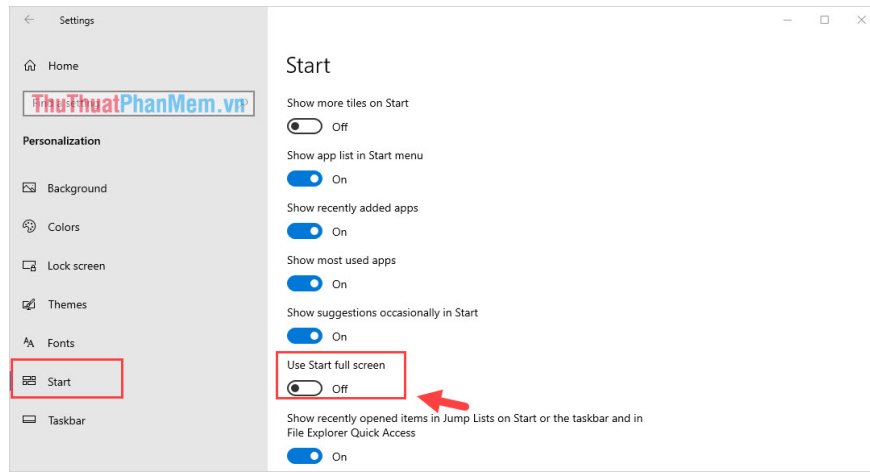 Settings
Home
Find a setting
ThuThuatPhanMem.vn
Personalization
Background
Colors
Lock screen
Themes
Fonts
Start
Taskbar
Start
Show more tiles on Start
Off
Show app list in Start menu
On
Show recently added apps
On
Show most used apps
On
Show suggestions occasionally in Start
On
Use Start full screen
Off
Show recently opened items in Jump Lists on Start or the taskbar and in
File Explorer Quick Access
On